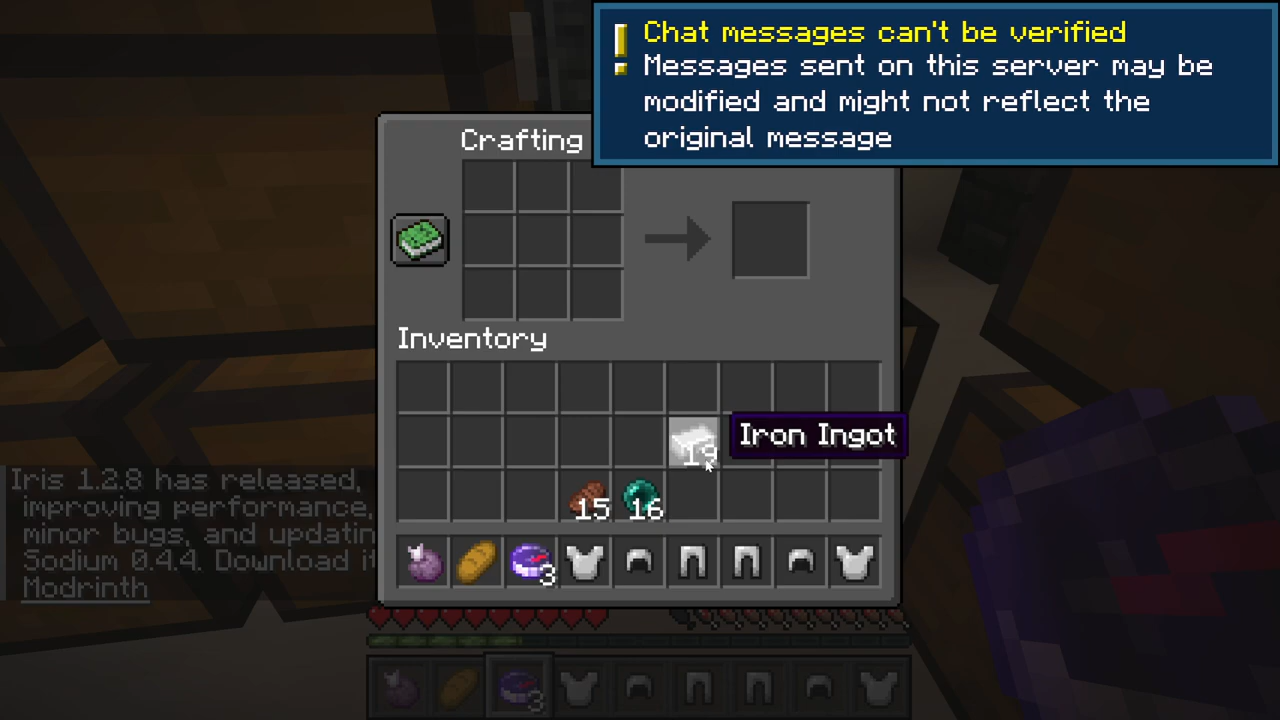 Chat messages can't be verified
Messages sent on this server may be
modified and might not reflect the
original message
Crafting
Inventory
Iron Ingot
19
15
16
3
Iris 1.2.8 has released,
improving performance,
minor bugs, and updatin
Sodium 0.4.4. Download it
Modrinth
3